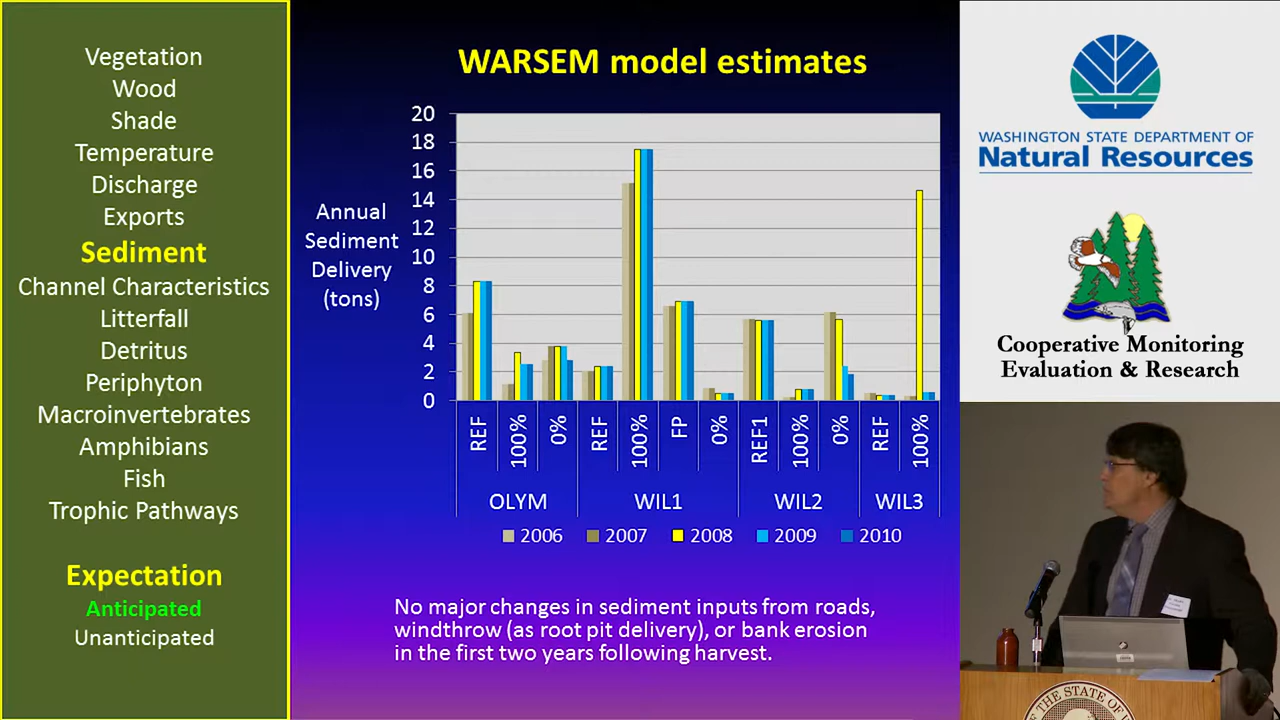 Vegetation
Wood
Shade
Temperature
Discharge
Exports
Sediment
Channel Characteristics
Litterfall
Detritus
Periphyton
Macroinvertebrates
Amphibians
Fish
Trophic Pathways
Expectation
Anticipated
Unanticipated
WARSEM model estimates
Annual
Sediment
Delivery
(tons)
20
18
16
14
12
10
8
6
4
2
0
REF
100%
0%
REF
100%
FP
0%
REF1
100%
0%
REF
100%
OLYM
WIL1
WIL2
WIL3
2006
2007
2008
2009
2010
No major changes in sediment inputs from roads,
windthrow (as root pit delivery), or bank erosion
in the first two years following harvest.
WASHINGTON STATE DEPARTMENT OF
Natural Resources
Cooperative Monitoring
Evaluation & Research
THE STATE OF